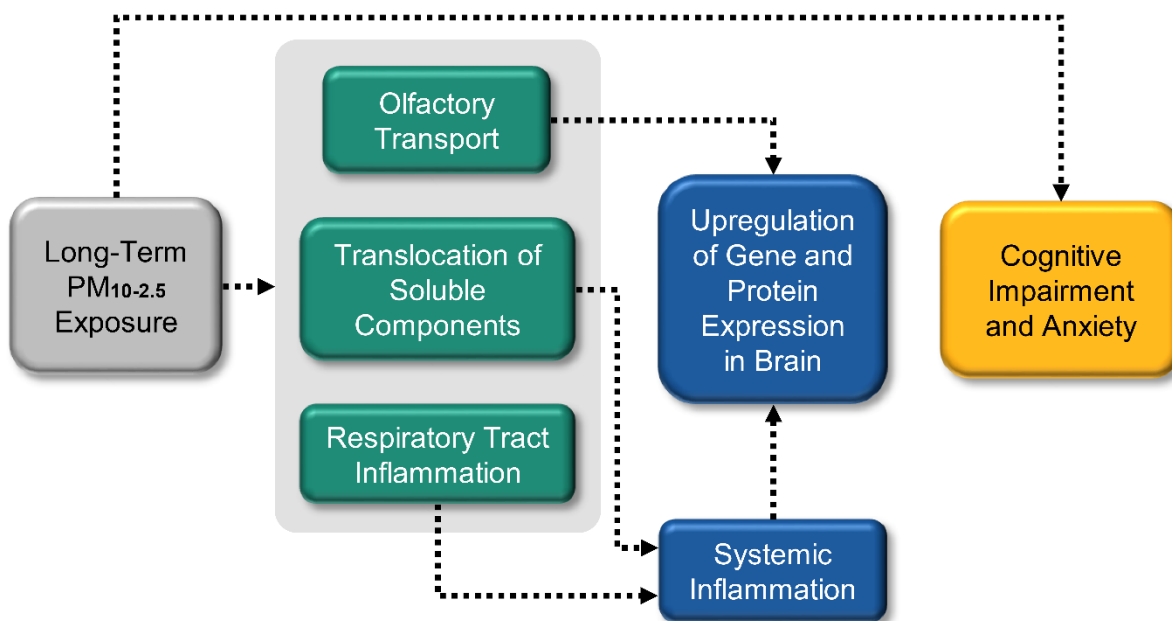 Olfactory
Transport
Long-Term
PM10-2.5
Exposure
Translocation of
Soluble
Components
Upregulation
of Gene and
Protein
Expression
in Brain
Cognitive
Impairment
and Anxiety
Respiratory Tract
Inflammation
Systemic
Inflammation